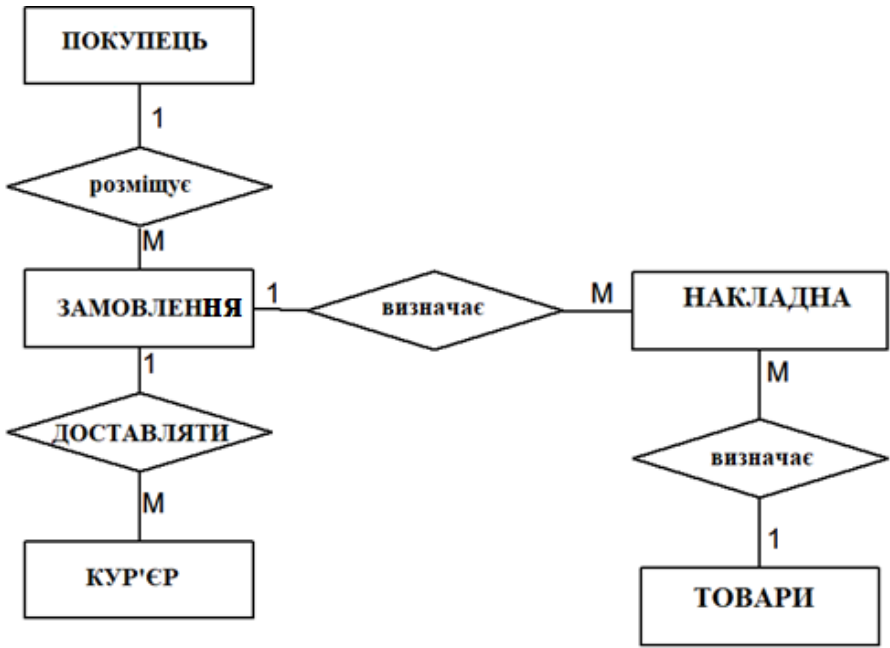 ПОКУПЕЦЬ
1
розміщує
М
ЗАМОВЛЕННЯ
1
визначає
М
НАКЛАДНА
1
М
ДОСТАВЛЯТИ
визначає
М
1
КУР'ЄР
ТОВАРИ